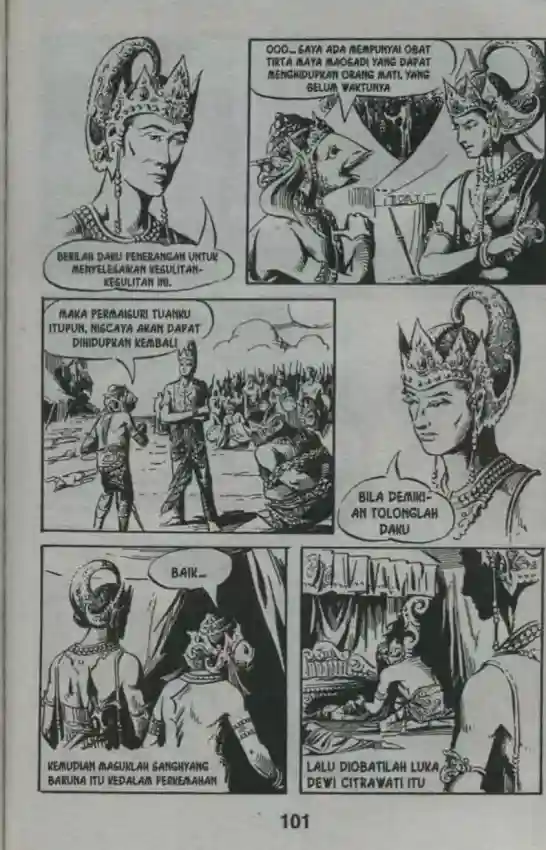 BERILAH DAKU PENERANGAN UNTUK
MENYELESAIKAN KESULITAN-
KESULITAN INI.
OOO... SAYA ADA MEMPUNYAI OBAT
TIRTA MAYA MAOSADI YANG DAPAT
MENGHIDUPKAN ORANG MATI, YANG
BELUM WAKTUNYA
MAKA PERMAISURI TUANKU
ITUPUN, NISCAYA AKAN DAPAT
DIHIDUPKAN KEMBALI
BILA DEMIKI-
AN TOLONGLAH
DAKU
BAIK...
KEMUDIAN MASUKLAH SANGHYANG
BARUNA ITU KEDALAM PERKEMAHAN
LALU DIOBATILAH LUKA
DEWI CITRAWATI ITU
101